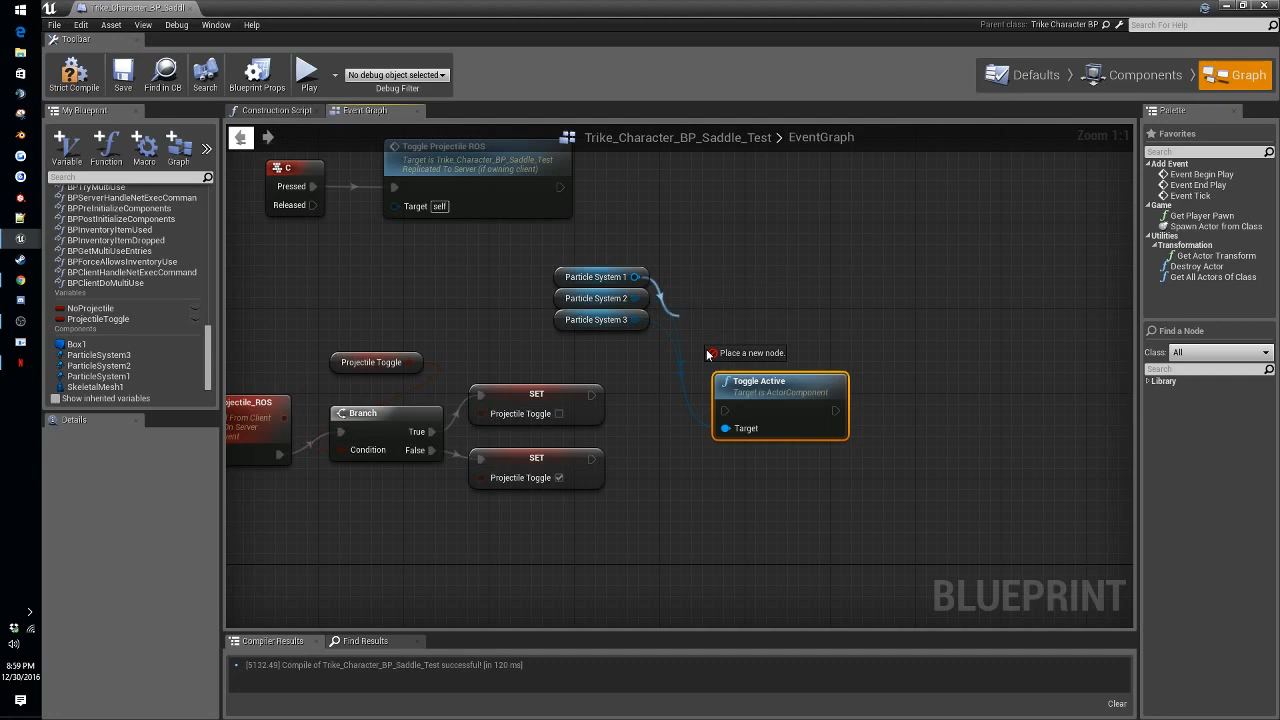 Trike_Character_BP_Saddl
File Edit Asset View Debug Window Help
Parent class: Trike Character BP
Search For Help
Toolbar
Strict Compile
Save
Find in CB
Search
Blueprint Props
Play
No debug object selected
Debug Filter
Defaults
Components
Graph
My Blueprint
Variable
Function
Macro
Graph
Search
BPTryMultiUse
BPServerHandleNetExecComman
BPPreInitializeComponents
BPPostInitializeComponents
BPInventoryItemUsed
BPInventoryItemDropped
BPGetMultiUseEntries
BPForceAllowsInventoryUse
BPClientHandleNetExecCommand
BPClientDoMultiUse
Variables
NoProjectile
ProjectileToggle
Components
Box1
ParticleSystem3
ParticleSystem2
ParticleSystem1
SkeletalMesh1
Show inherited variables
Details
Construction Script
Event Graph
Trike_Character_BP_Saddle_Test > EventGraph
Zoom 1:1
C
Pressed
Released
Toggle Projectile ROS
Target is Trike_Character_BP_Saddle_Test
Replicated To Server (if owning client)
Target self
Particle System 1
Particle System 2
Particle System 3
Place a new node.
Projectile Toggle
Toggle Active
Target is ActorComponent
Target
ojectile_ROS
From Client
On Server
Branch
True
Condition
False
SET
Projectile Toggle
SET
Projectile Toggle
BLUEPRINT
Palette
Favorites
Search
Add Event
Event Begin Play
Event End Play
Event Tick
Game
Get Player Pawn
Spawn Actor from Class
Utilities
Transformation
Get Actor Transform
Destroy Actor
Get All Actors Of Class
Find a Node
Class: All
Search
Library
Compiler Results
Find Results
[5132.49] Compile of Trike_Character_BP_Saddle_Test successful! [in 120 ms]
Clear
8:59 PM
12/30/2016